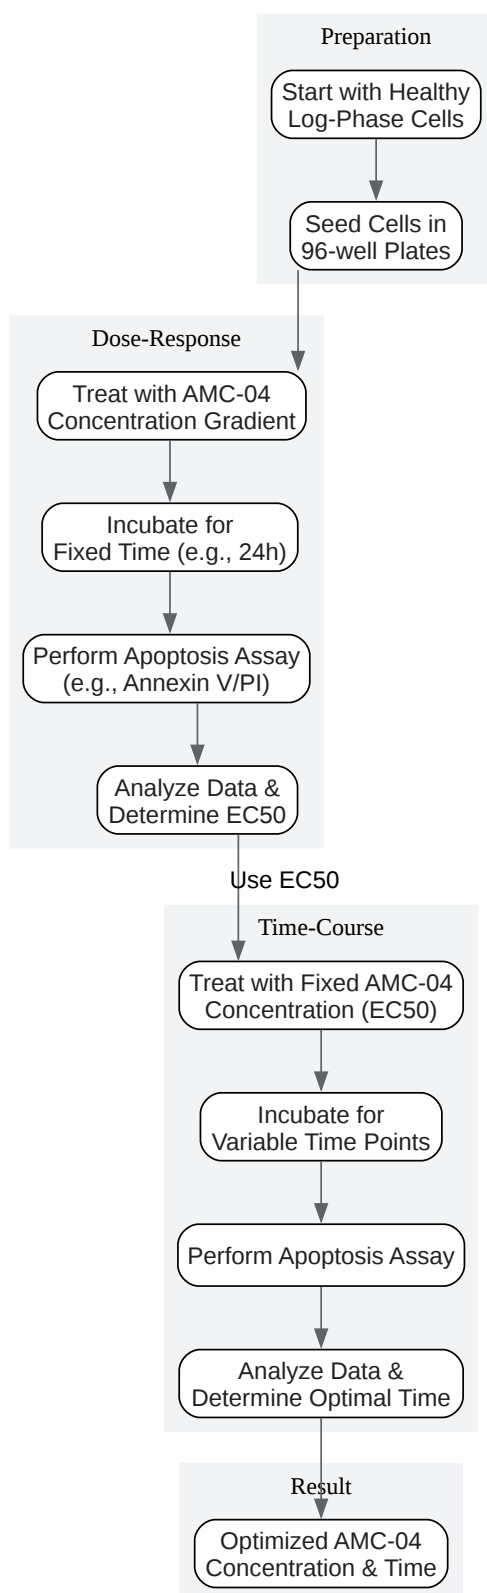 Preparation
Start with Healthy
Log-Phase Cells
Seed Cells in
96-well Plates
Dose-Response
Treat with AMC-04
Concentration Gradient
Incubate for
Fixed Time (e.g., 24h)
Perform Apoptosis Assay
(e.g., Annexin V/PI)
Analyze Data &
Determine EC50
Use EC50
Time-Course
Treat with Fixed AMC-04
Concentration (EC50)
Incubate for
Variable Time Points
Perform Apoptosis Assay
Analyze Data &
Determine Optimal Time
Result
Optimized AMC-04
Concentration & Time